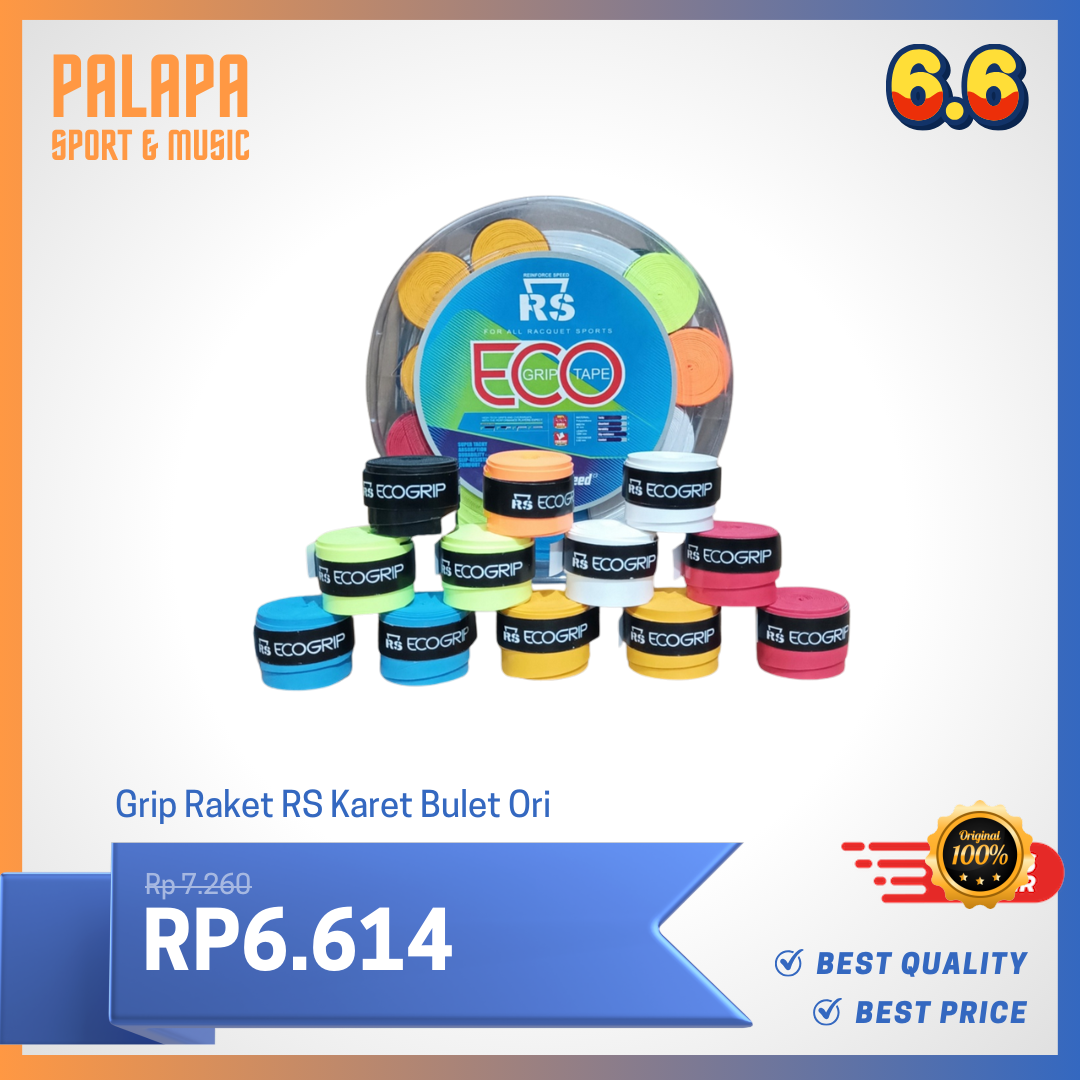 PALAPA
SPORT & MUSIC
6.6
REINFORCE SPEED
RS
FOR ALL RACQUET SPORTS
ECO
GRIP TAPE
RS ECOGRIP
RS ECOG
RS ECOGRIP
RS ECOGRIP
RS ECOGRIP
RS ECOGRIP
RS ECOGRIP
RS ECOGRIP
RS ECOGRIP
RS ECOGRIP
RS ECOGRIP
RS ECOGRIP
Grip Raket RS Karet Bulet Ori
Rp 7.260
RP6.614
Original
100%
BEST QUALITY
BEST PRICE